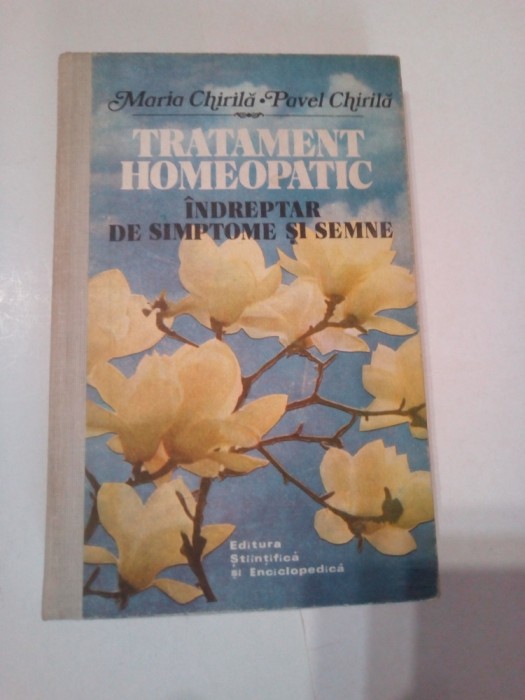 Maria Chirilă • Pavel Chirilă
TRATAMENT
HOMEOPATIC
ÎNDREPTAR
DE SIMPTOME ŞI SEMNE
Editura
Ştiinţifică
şi Enciclopedică